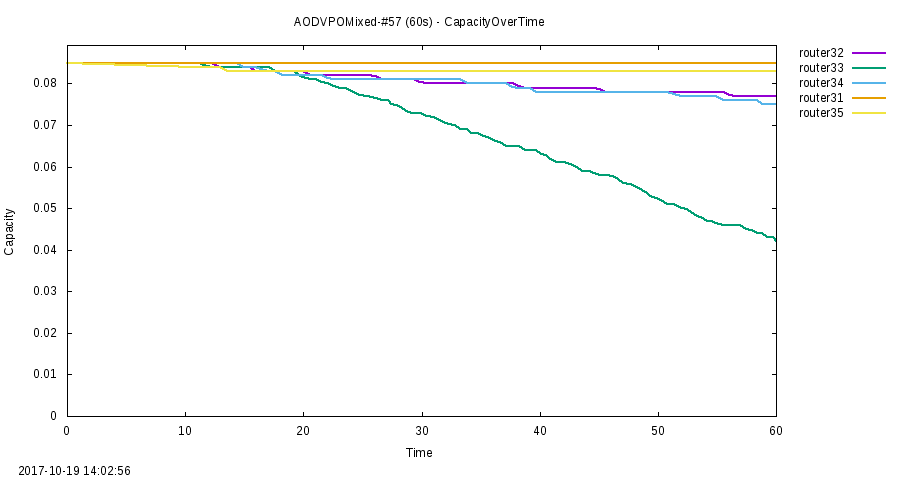 AODVPOMixed-#57 (60s) - CapacityOverTime
router32
router33
router34
router31
router35
0.08
0.07
0.06
0.05
0.04
0.03
0.02
0.01
0
Capacity
0 10 20 30 40 50 60
Time
2017-10-19 14:02:56